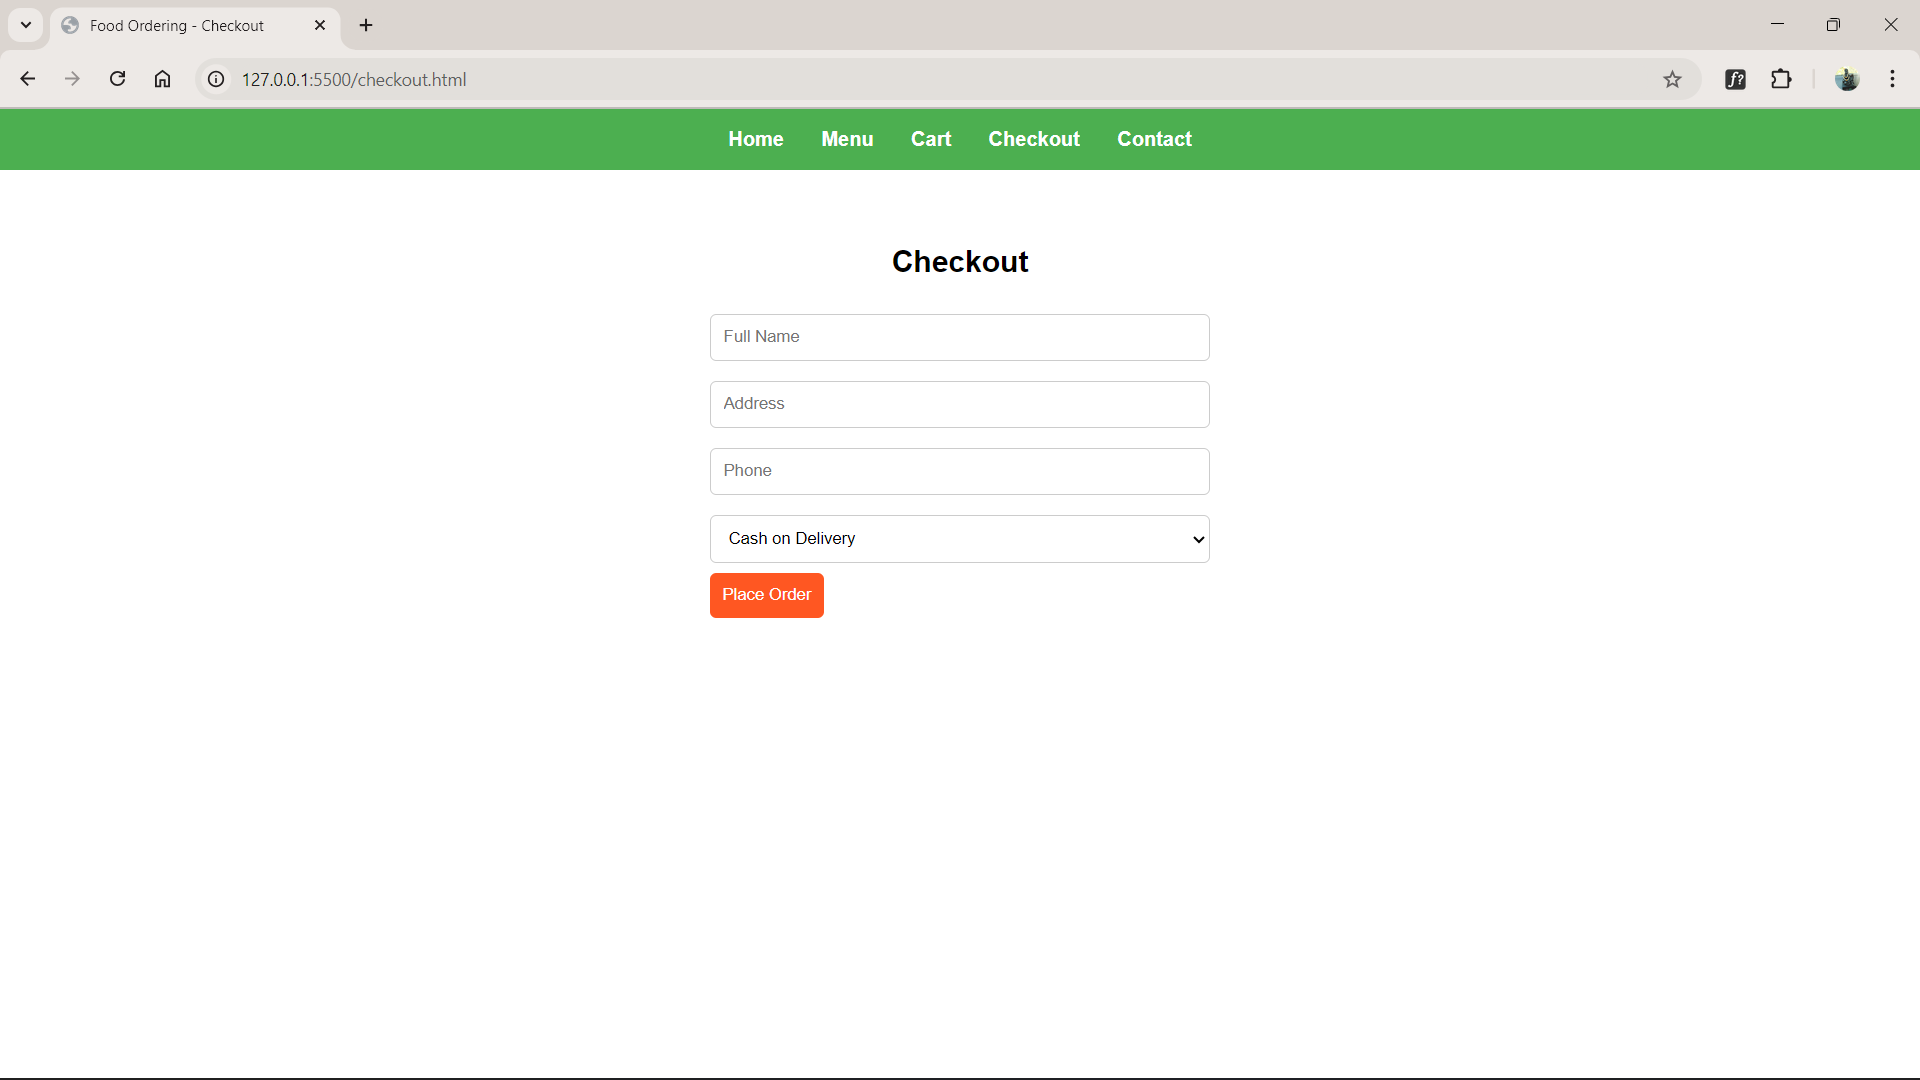 Food Ordering - Checkout
127.0.0.1:5500/checkout.html
f?
Home Menu Cart Checkout Contact
Checkout
Full Name
Address
Phone
Cash on Delivery
Place Order